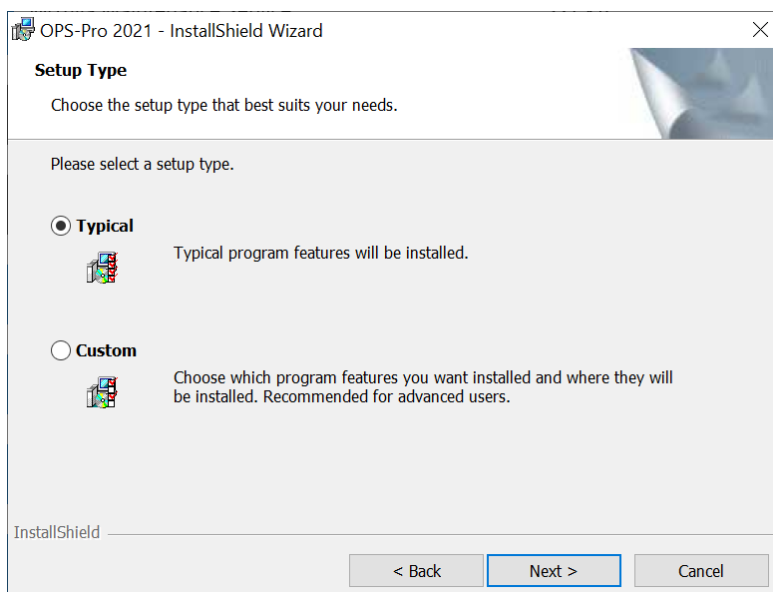 OPS-Pro 2021 - InstallShield Wizard
Setup Type
Choose the setup type that best suits your needs.
Please select a setup type.
Typical
Typical program features will be installed.
Custom
Choose which program features you want installed and where they will
be installed. Recommended for advanced users.
InstallShield
< Back
Next >
Cancel